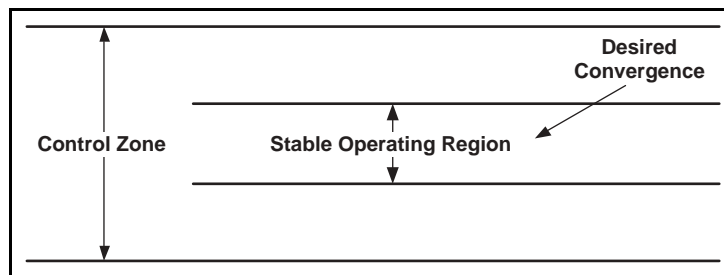 Desired
Convergence
Control Zone
Stable Operating Region